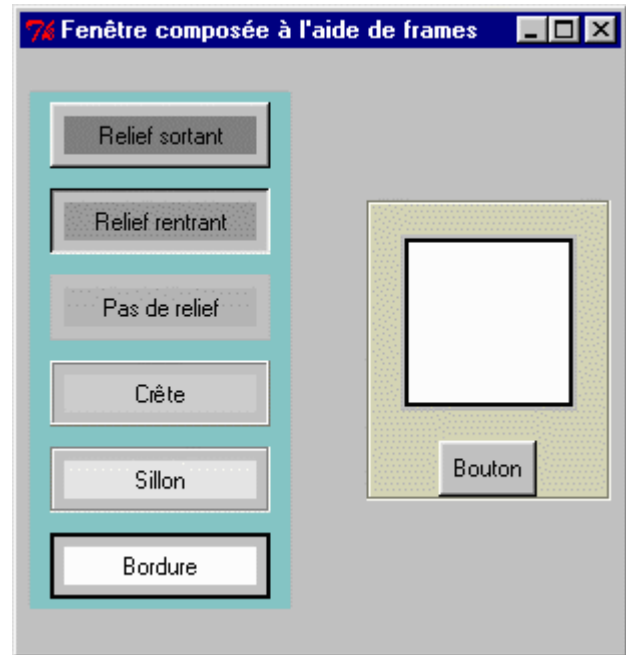 Fenêtre composée à l'aide de frames
Relief sortant
Relief rentrant
Pas de relief
Crête
Sillon
Bordure
Bouton